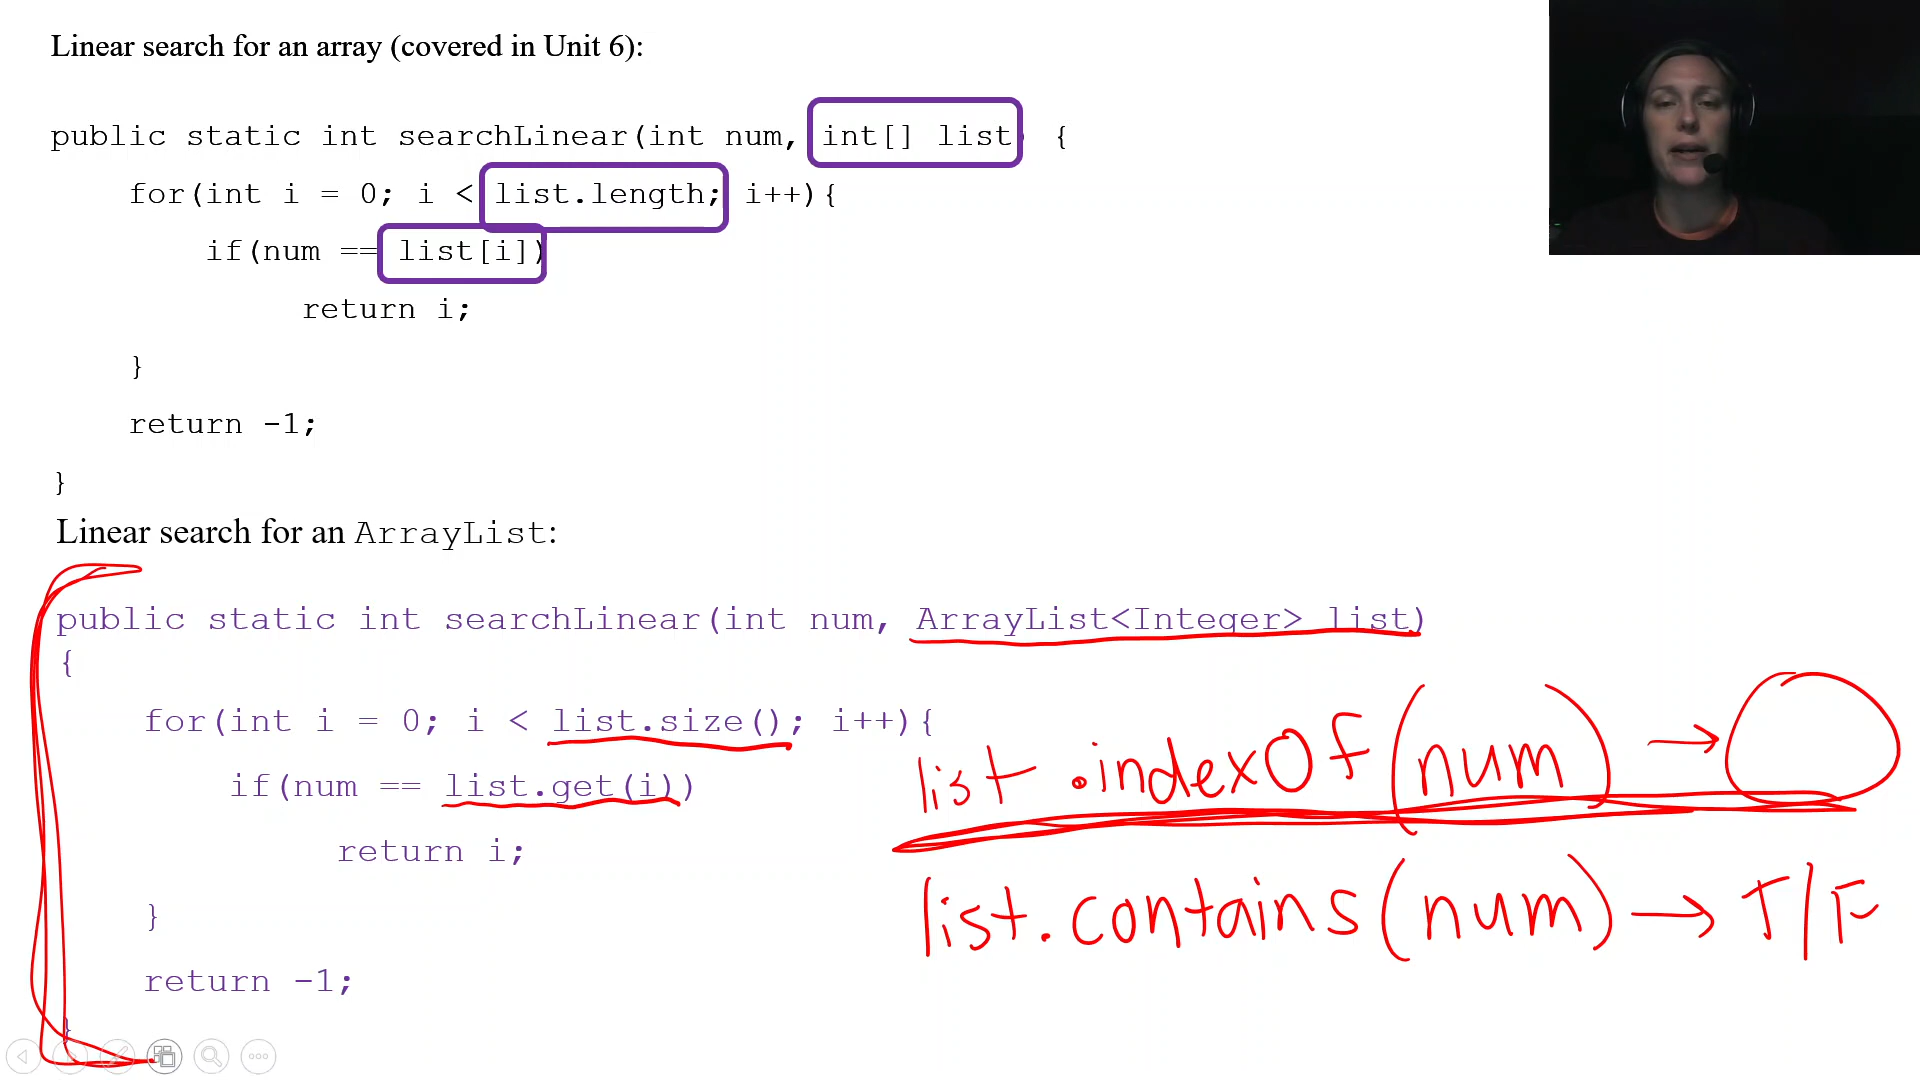 Linear search for an array (covered in Unit 6):
public static int searchLinear(int num, int[] list) {
for(int i = 0; i < list.length; i++){
if(num == list[i])
return i;
}
return -1;
}
Linear search for an ArrayList:
public static int searchLinear(int num, ArrayList<Integer> list)
{
for(int i = 0; i < list.size(); i++){
if(num == list.get(i))
return i;
}
return -1;
}
list.indexOf(num) →
list.contains(num) → T/F